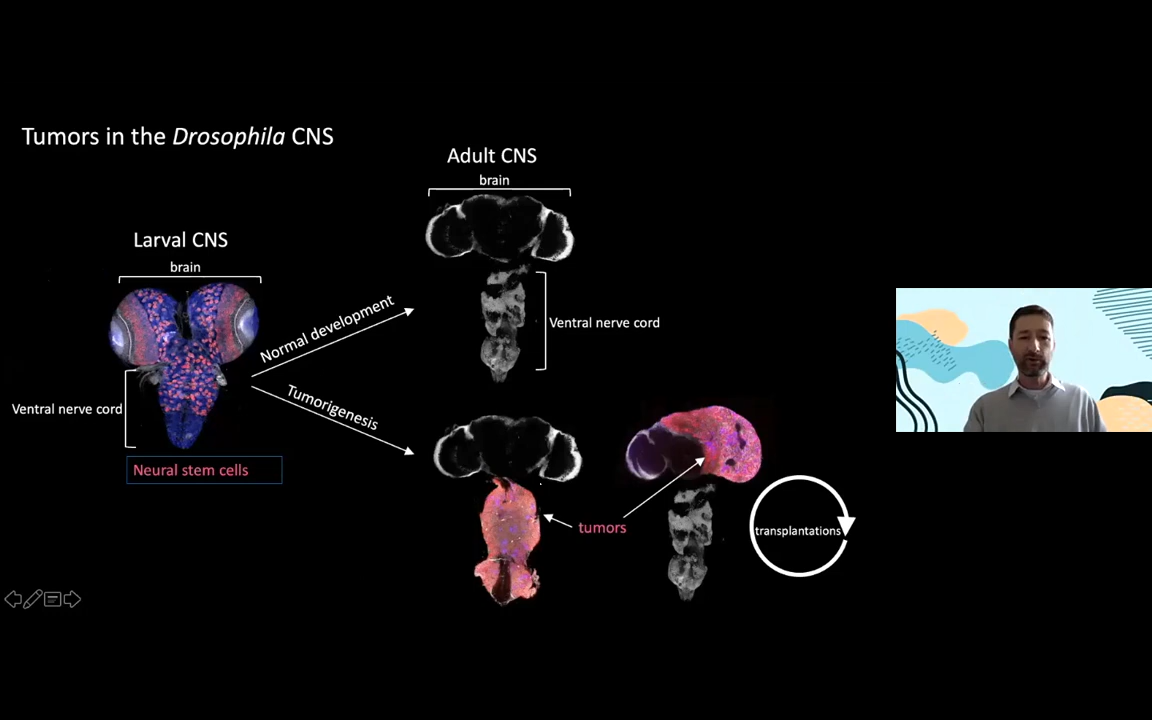 Tumors in the Drosophila CNS
Adult CNS
brain
Larval CNS
brain
Normal development
Ventral nerve cord
Tumorigenesis
Ventral nerve cord
Neural stem cells
tumors
transplantations